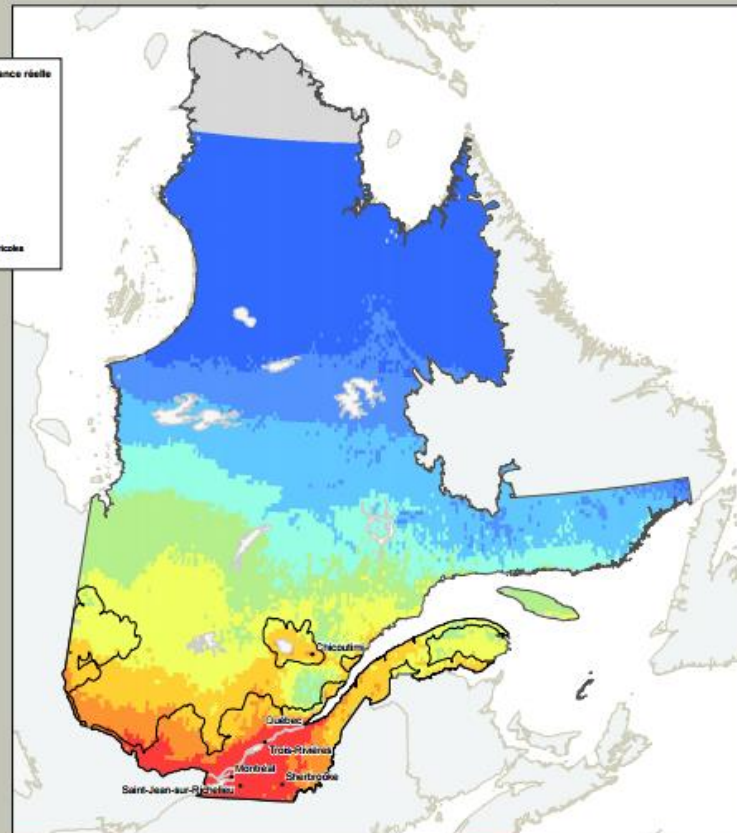 ance réelle
icoles
Chicoutimi
Québec
Trois-Rivières
Montréal
Sherbrooke
Saint-Jean-sur-Richelieu